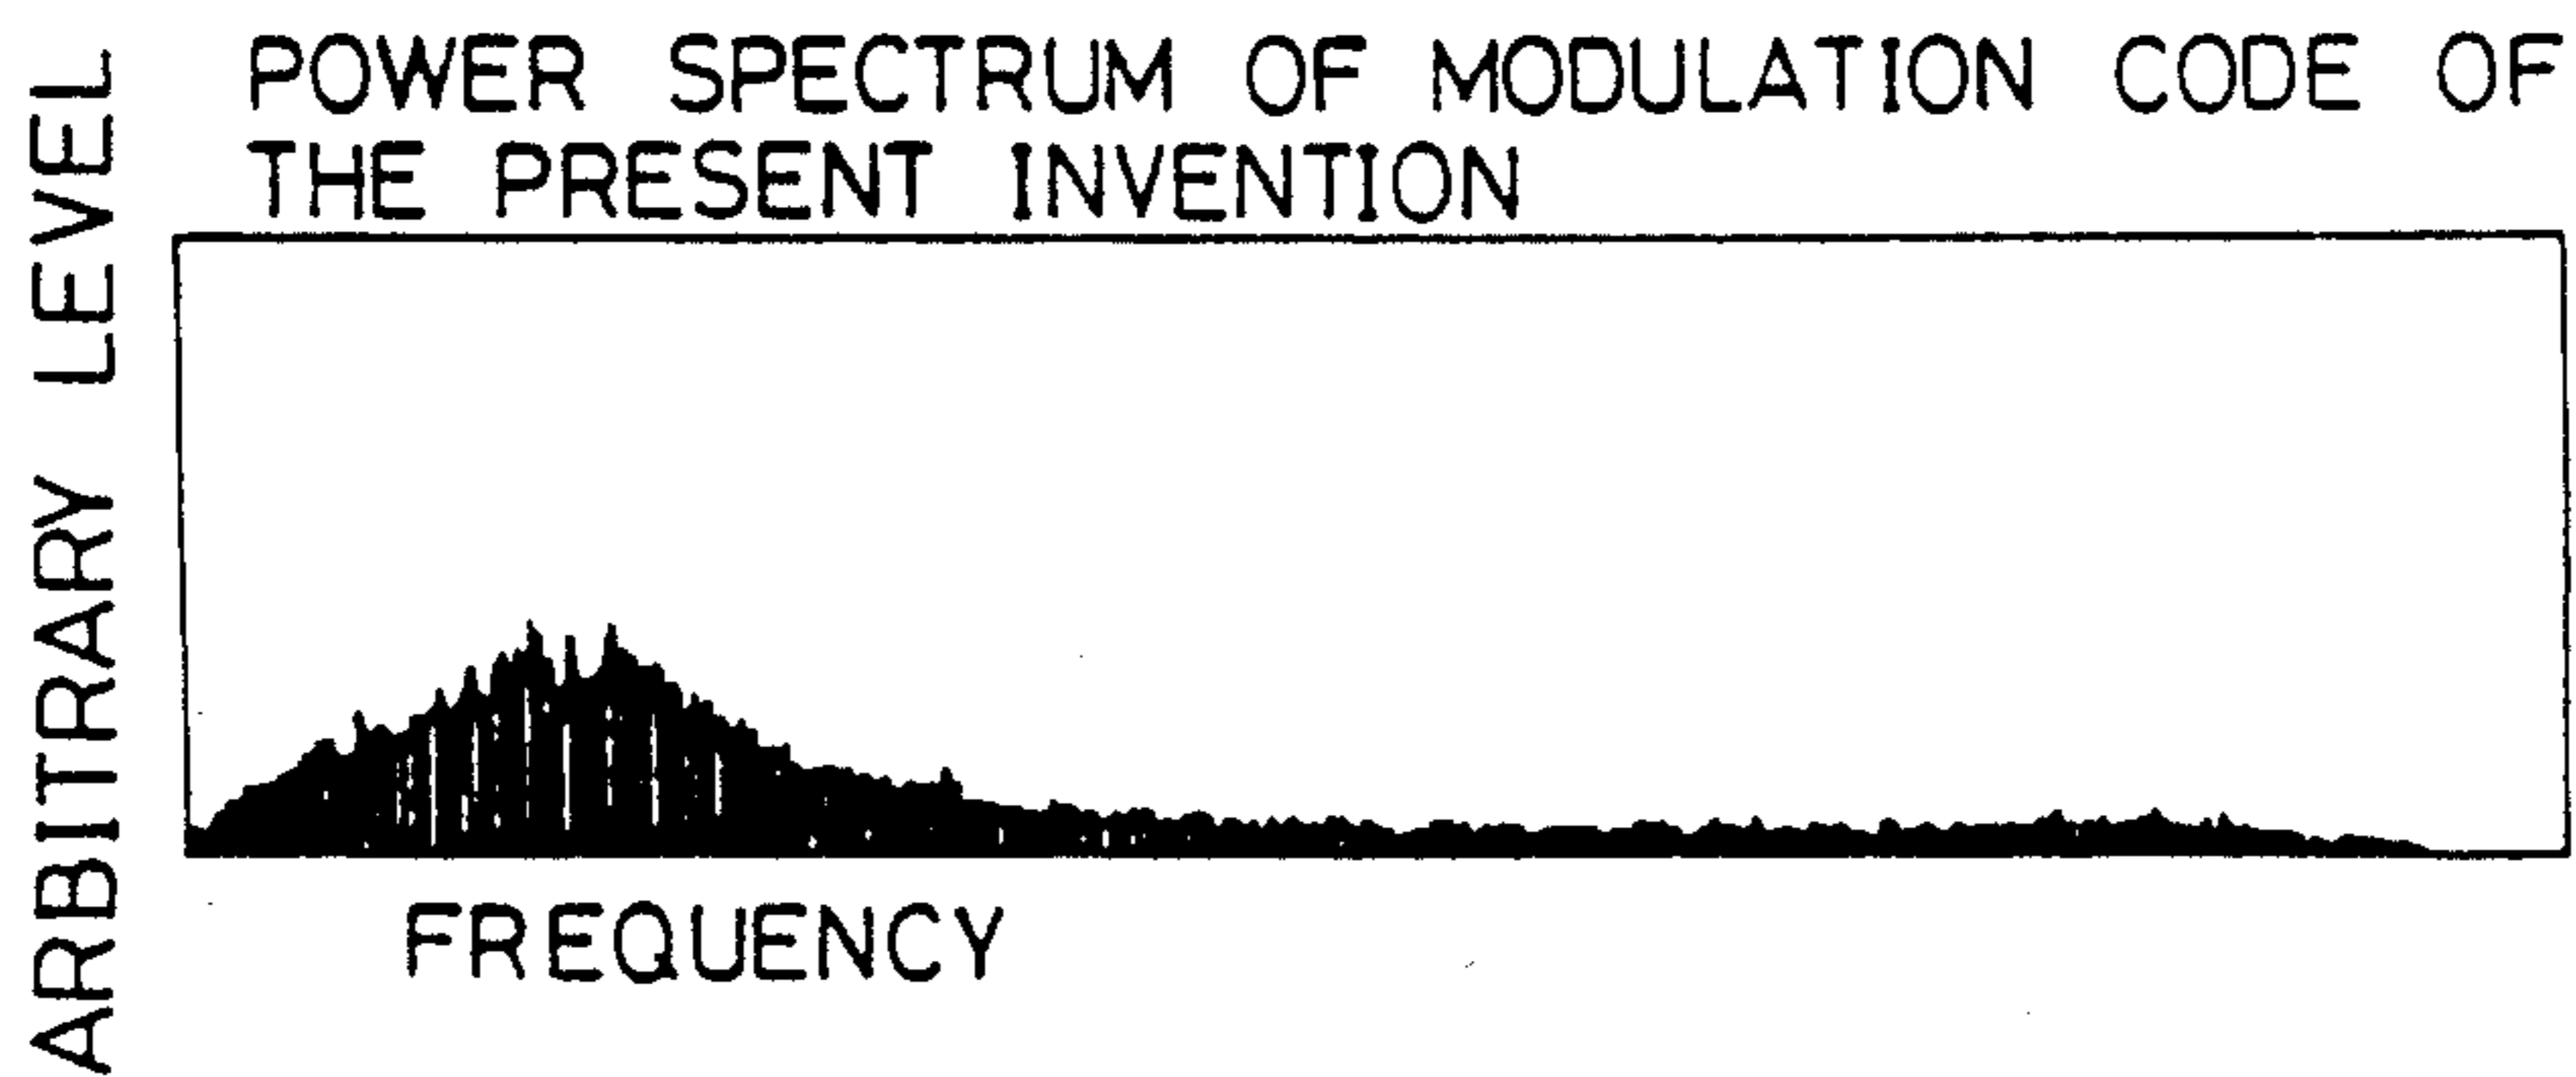 POWER SPECTRUM OF MODULATION CODE OF
THE PRESENT INVENTION
ARBITRARY LEVEL
FREQUENCY